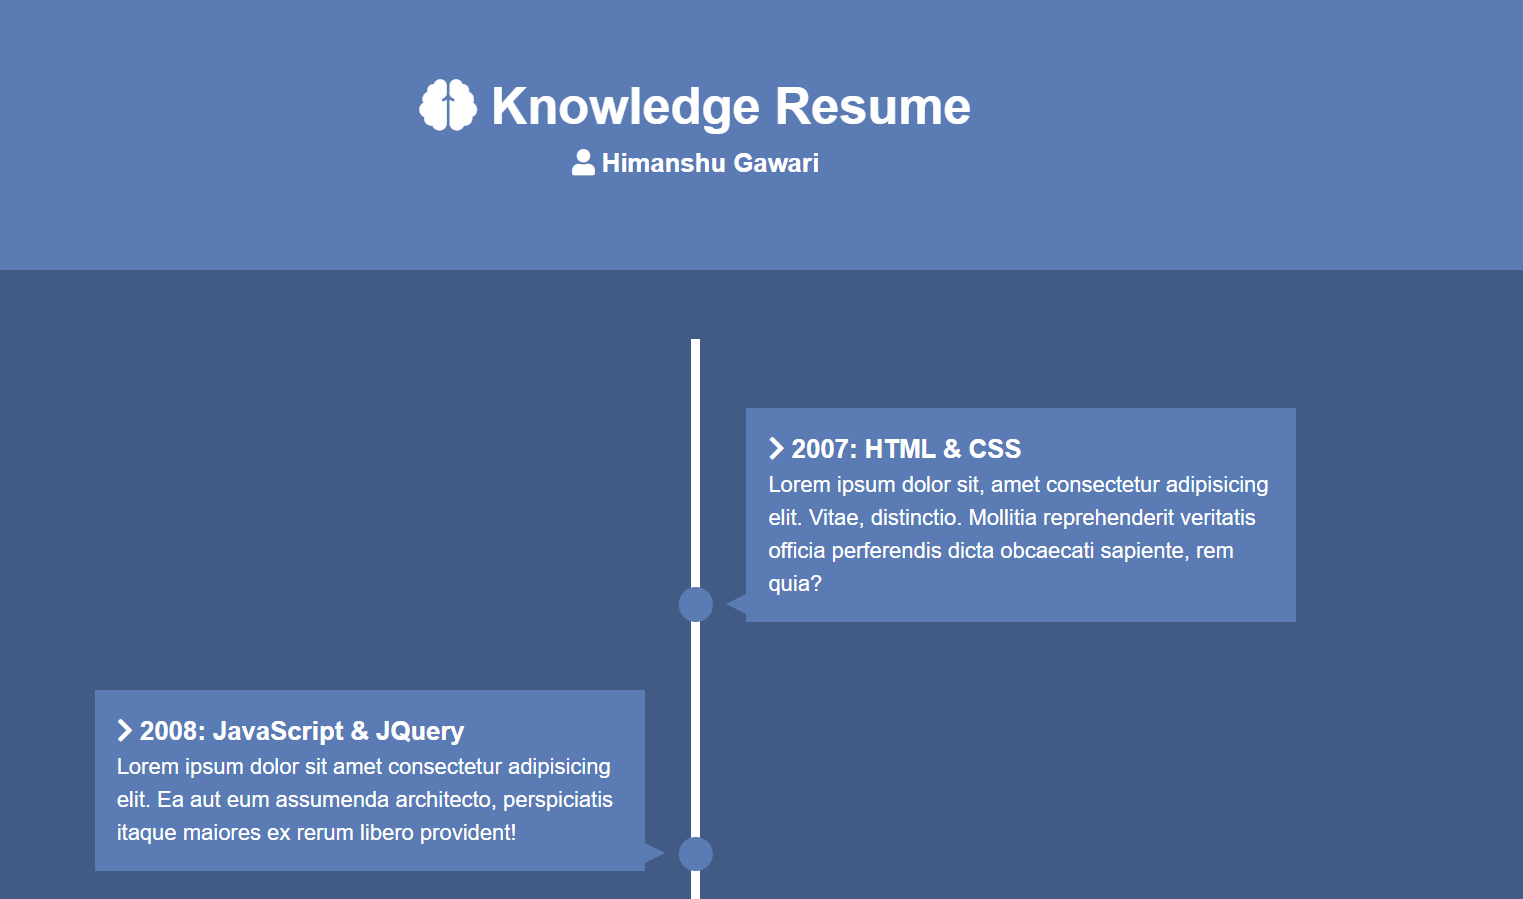 Knowledge Resume
Himanshu Gawari
2007: HTML & CSS
Lorem ipsum dolor sit, amet consectetur adipisicing
elit. Vitae, distinctio. Mollitia reprehenderit veritatis
officia perferendis dicta obcaecati sapiente, rem
quia?
2008: JavaScript & JQuery
Lorem ipsum dolor sit amet consectetur adipisicing
elit. Ea aut eum assumenda architecto, perspiciatis
itaque maiores ex rerum libero provident!